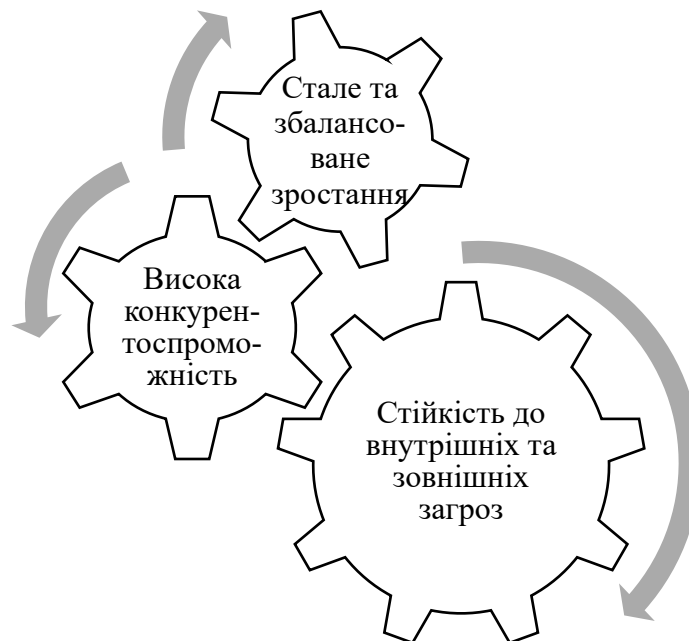 Стале та
збалансо-
ване
зростання
Висока
конкурен-
тоспромо-
жність
Стійкість до
внутрішніх та
зовнішніх
загроз